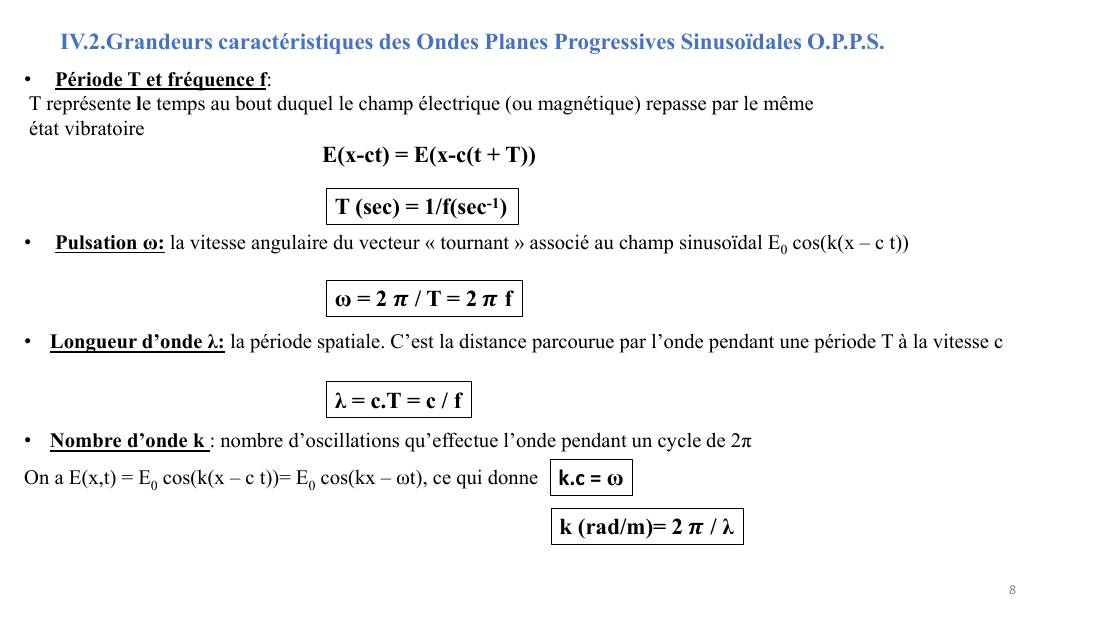 IV.2.Grandeurs caractéristiques des Ondes Planes Progressives Sinusoïdales O.P.P.S.
• Période T et fréquence f:
T représente le temps au bout duquel le champ électrique (ou magnétique) repasse par le même
état vibratoire
E(x-ct) = E(x-c(t + T))
T (sec) = 1/f(sec⁻¹)
• Pulsation ω: la vitesse angulaire du vecteur « tournant » associé au champ sinusoïdal E₀ cos(k(x – c t))
ω = 2 π / T = 2 π f
• Longueur d’onde λ: la période spatiale. C’est la distance parcourue par l’onde pendant une période T à la vitesse c
λ = c.T = c / f
• Nombre d’onde k : nombre d’oscillations qu’effectue l’onde pendant un cycle de 2π
On a E(x,t) = E₀ cos(k(x – c t))= E₀ cos(kx – ωt), ce qui donne k.c = ω
k (rad/m)= 2 π / λ
8